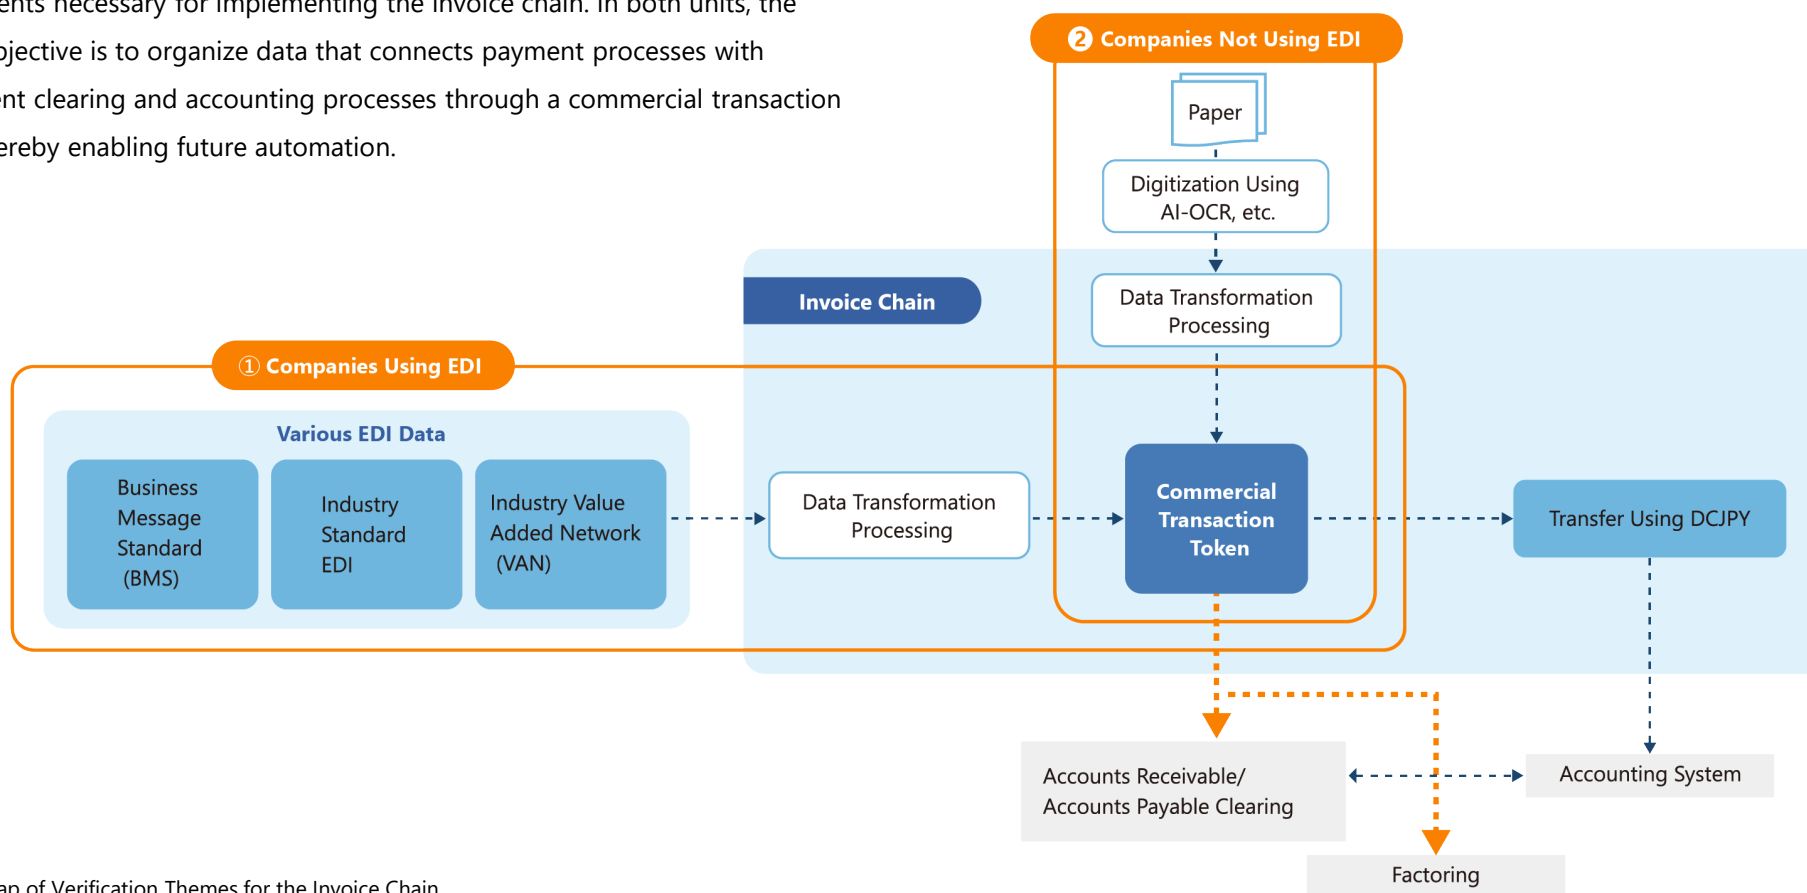 ents necessary for implementing the invoice chain. In both units, the
bjective is to organize data that connects payment processes with
ent clearing and accounting processes through a commercial transaction
ereby enabling future automation.
❷ Companies Not Using EDI
Paper
Digitization Using
AI-OCR, etc.
Invoice Chain
Data Transformation
Processing
① Companies Using EDI
Various EDI Data
Business
Message
Standard
(BMS)
Industry
Standard
EDI
Industry Value
Added Network
(VAN)
Data Transformation
Processing
Commercial
Transaction
Token
Transfer Using DCJPY
Accounts Receivable/
Accounts Payable Clearing
Accounting System
Factoring
ap of Verification Themes for the Invoice Chain